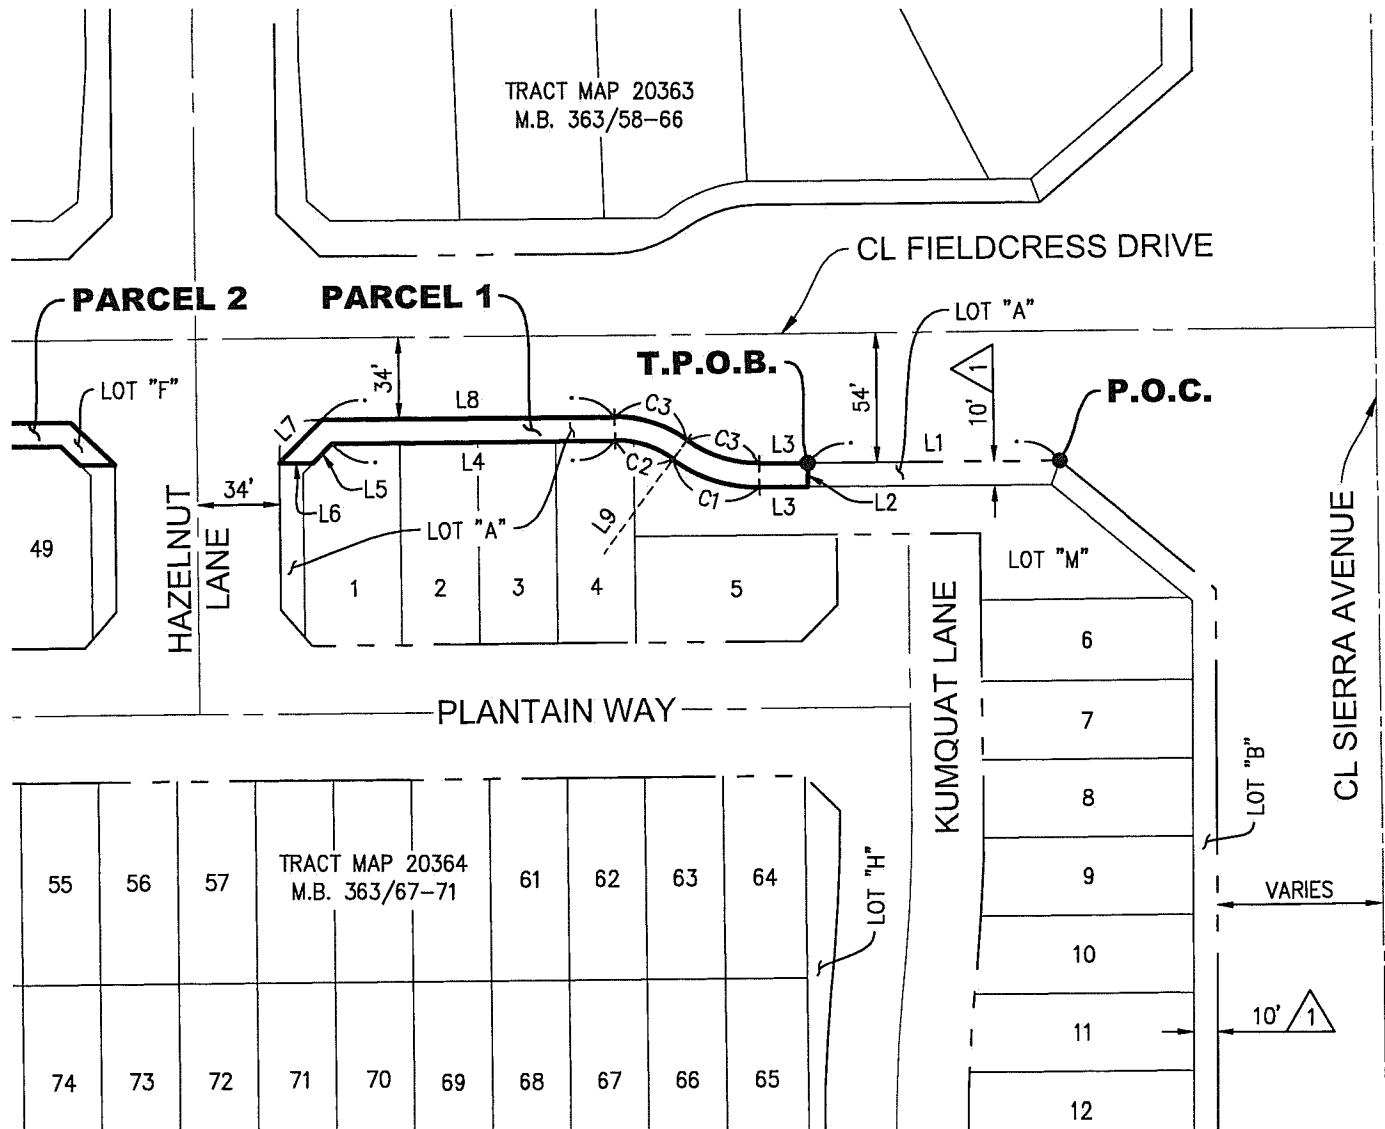 TRACT MAP 20363
M.B. 363/58-66
CL FIELDCRESS DRIVE
PARCEL 2
PARCEL 1
LOT "A"
T.P.O.B.
P.O.C.
1
LOT "F"
34'
54'
10'
L7
L8
C3
C3
L3
L1
L4
C2
L5
L6
C1
L3
L2
L9
34'
LOT "A"
HAZELNUT
LANE
49
1
2
3
4
5
LOT "M"
KUMQUAT LANE
CL SIERRA AVENUE
6
7
8
9
10
11
12
PLANTAIN WAY
LOT "B"
VARIES
10'
1
TRACT MAP 20364
M.B. 363/67-71
LOT "H"
55
56
57
61
62
63
64
74
73
72
71
70
69
68
67
66
65